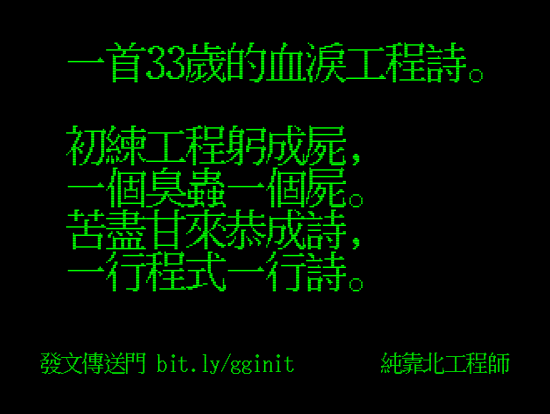 一首33歲的血淚工程詩。
初練工程躬成屍,
一個臭蟲一個屍。
苦盡甘來恭成詩,
一行程式一行詩。
發文傳送門 bit.ly/gginit
純靠北工程師